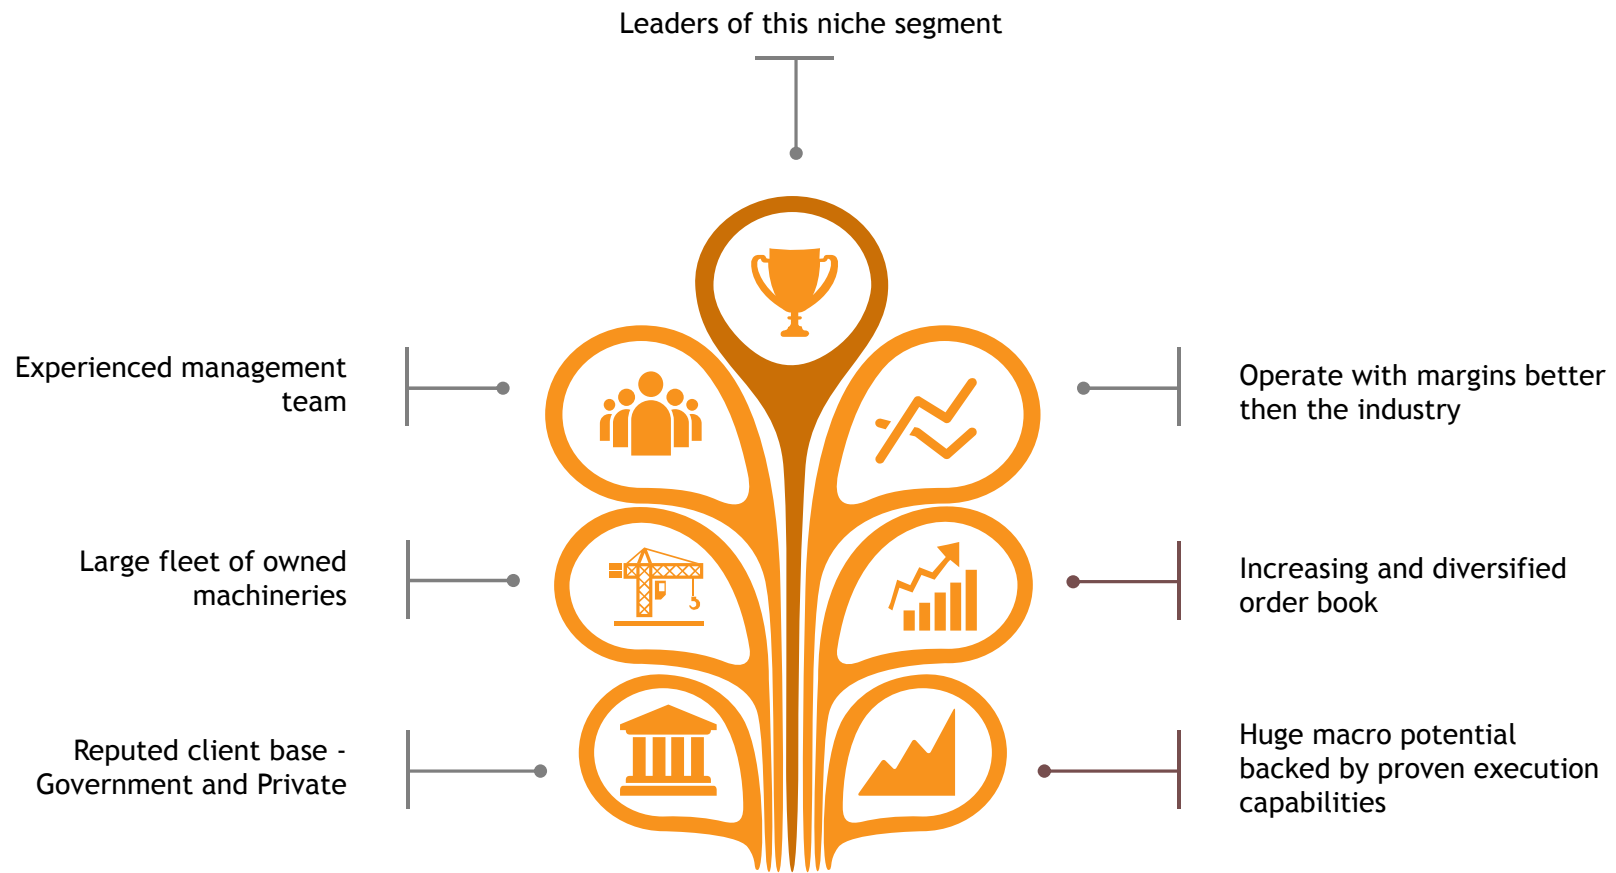 Leaders of this niche segment
Experienced management
team
Operate with margins better
then the industry
Large fleet of owned
machineries
Increasing and diversified
order book
Reputed client base -
Government and Private
Huge macro potential
backed by proven execution
capabilities